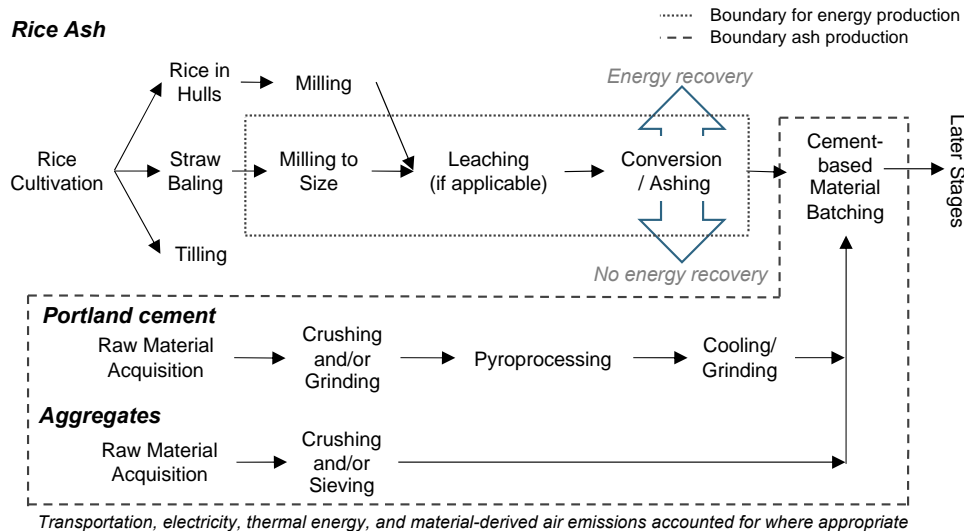 Rice Ash
Boundary for energy production
Boundary ash production
Rice in
Hulls
Milling
Energy recovery
Rice
Cultivation
Straw
Baling
Milling to
Size
Leaching
(if applicable)
Conversion
/ Ashing
Cement-
based
Material
Batching
Later Stages
Tilling
No energy recovery
Portland cement
Raw Material
Acquisition
Crushing
and/or
Grinding
Pyroprocessing
Cooling/
Grinding
Aggregates
Raw Material
Acquisition
Crushing
and/or
Sieving
Transportation, electricity, thermal energy, and material-derived air emissions accounted for where appropriate